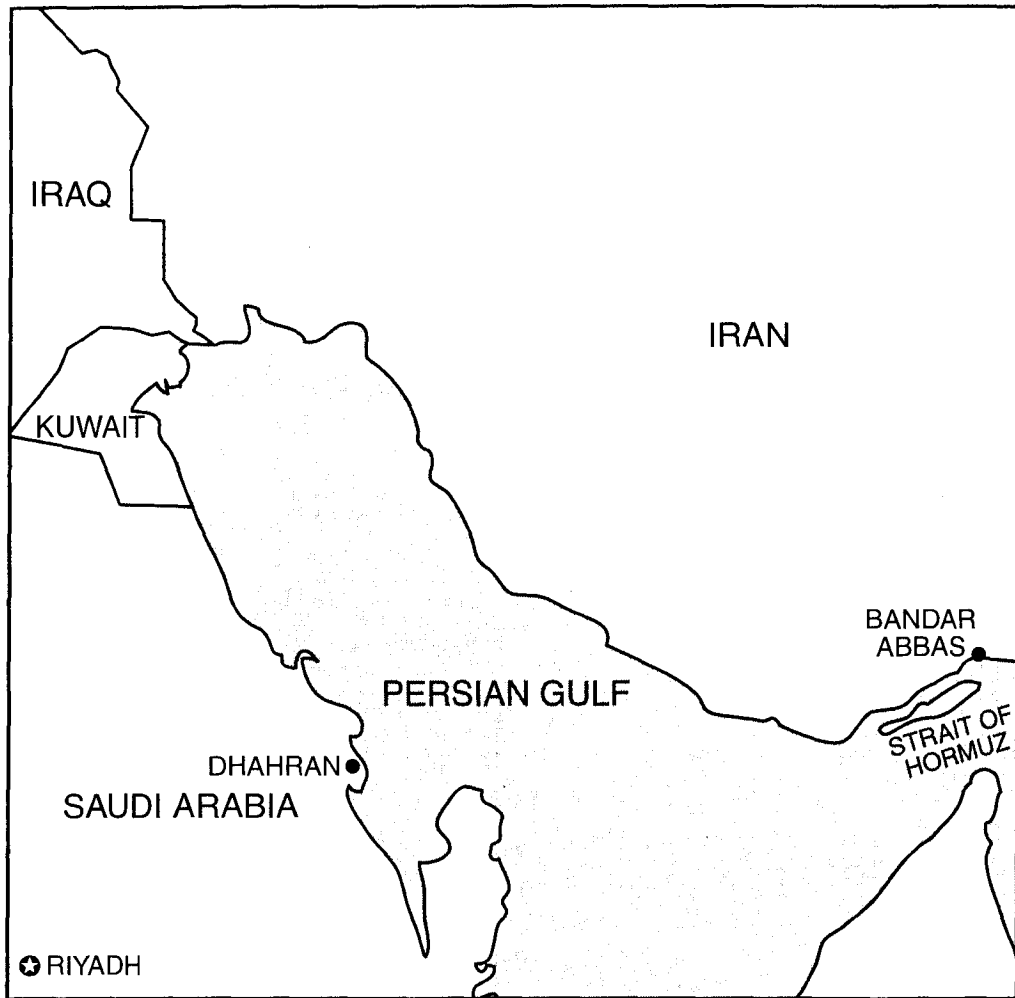 IRAQ
IRAN
KUWAIT
BANDAR
ABBAS
PERSIAN GULF
STRAIT OF
HORMUZ
DHAHRAN
SAUDI ARABIA
RIYADH